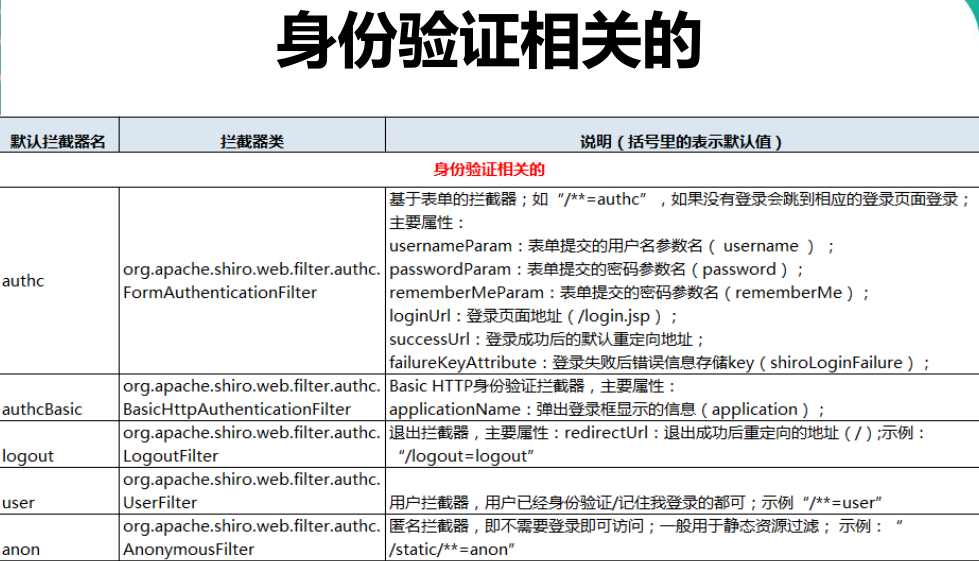 身份验证相关的
默认拦截器名 拦截器类 说明（括号里的表示默认值）
身份验证相关的
authc
org.apache.shiro.web.filter.authc.
FormAuthenticationFilter
基于表单的拦截器；如“/**=authc”，如果没有登录会跳到相应的登录页面登录；
主要属性：
usernameParam：表单提交的用户名参数名（ username ） ；
passwordParam：表单提交的密码参数名（password）；
rememberMeParam：表单提交的密码参数名（rememberMe）；
loginUrl：登录页面地址（/login.jsp）；
successUrl：登录成功后的默认重定向地址；
failureKeyAttribute：登录失败后错误信息存储key（shiroLoginFailure）；
authcBasic
org.apache.shiro.web.filter.authc.
BasicHttpAuthenticationFilter
Basic HTTP身份验证拦截器，主要属性：
applicationName：弹出登录框显示的信息（application）；
logout
org.apache.shiro.web.filter.authc.
LogoutFilter
退出拦截器，主要属性：redirectUrl：退出成功后重定向的地址（/）;示例：
“/logout=logout”
user
org.apache.shiro.web.filter.authc.
UserFilter
用户拦截器，用户已经身份验证/记住我登录的都可；示例“/**=user”
anon
org.apache.shiro.web.filter.authc.
AnonymousFilter
匿名拦截器，即不需要登录即可访问；一般用于静态资源过滤； 示例： “
/static/**=anon”